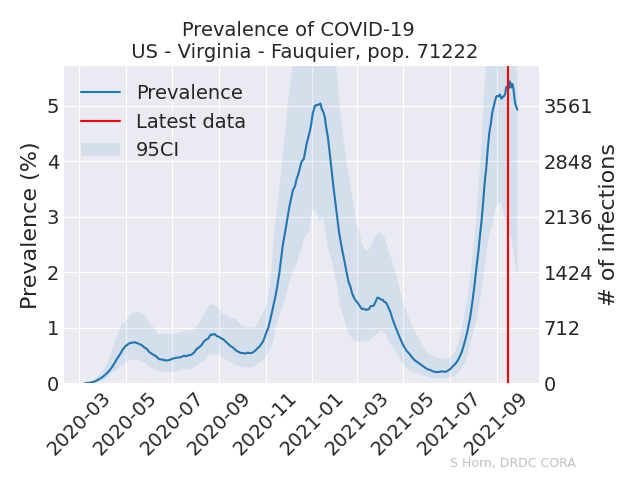 Prevalence of COVID-19
US - Virginia - Fauquier, pop. 71222
Prevalence
Latest data
95CI
Prevalence (%)
5
4
3
2
1
0
3561
2848
2136
1424
712
0
# of infections
2020-03
2020-05
2020-07
2020-09
2020-11
2021-01
2021-03
2021-05
2021-07
2021-09
S Horn, DRDC CORA